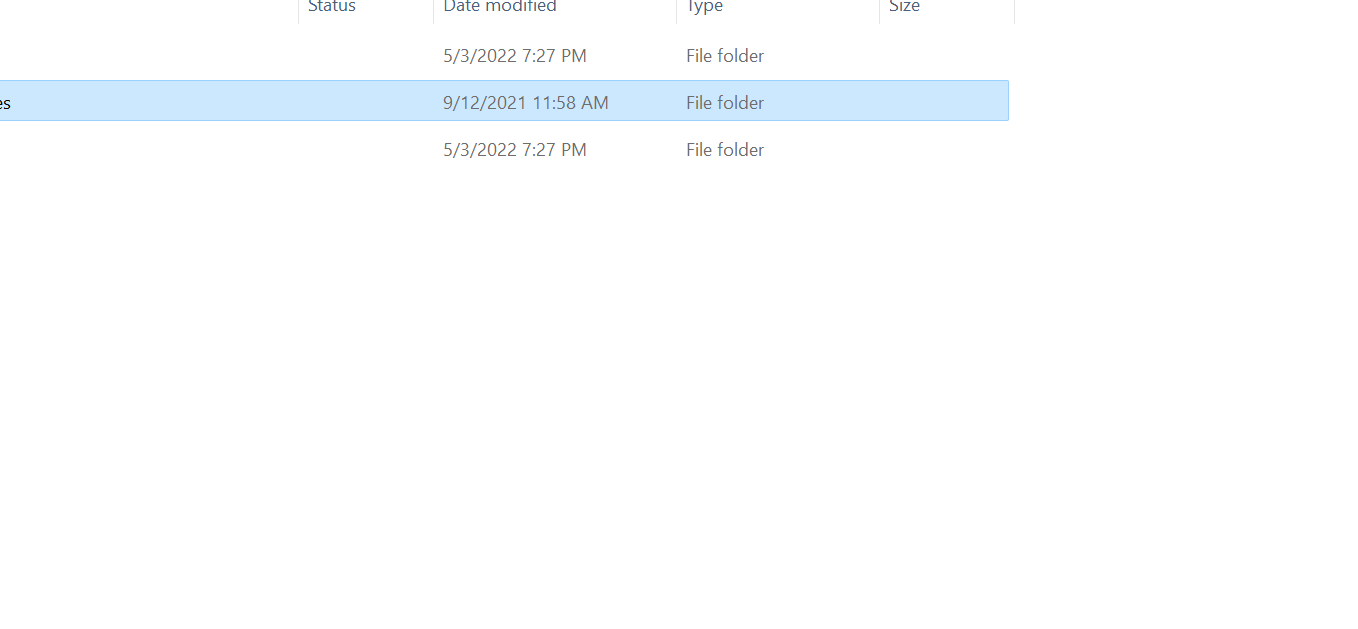 Status Date modified Type Size
5/3/2022 7:27 PM File folder
es 9/12/2021 11:58 AM File folder
5/3/2022 7:27 PM File folder